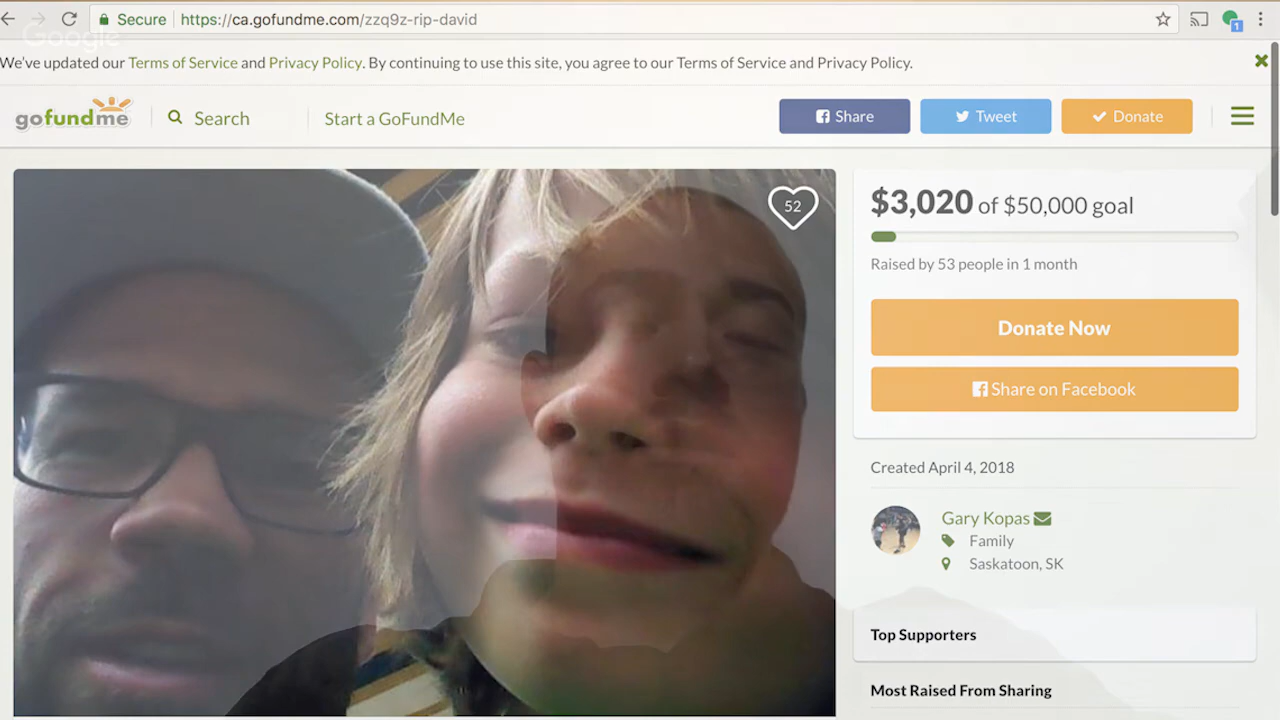 Secure https://ca.gofundme.com/zzq9z-rip-david
1
Google
We've updated our Terms of Service and Privacy Policy. By continuing to use this site, you agree to our Terms of Service and Privacy Policy.
gofundme Search Start a GoFundMe Share Tweet Donate
52
$3,020 of $50,000 goal
Raised by 53 people in 1 month
Donate Now
Share on Facebook
Created April 4, 2018
Gary Kopas
Family
Saskatoon, SK
Top Supporters
Most Raised From Sharing